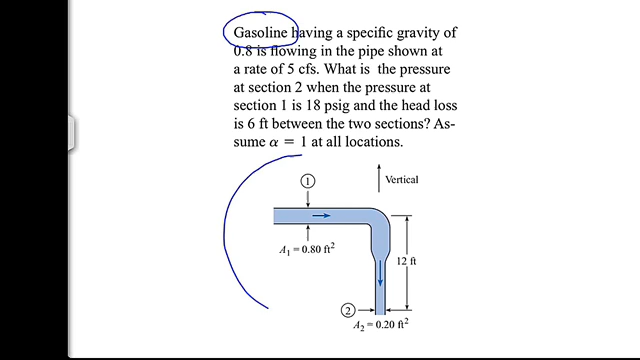 Gasoline having a specific gravity of
0.8 is flowing in the pipe shown at
a rate of 5 cfs. What is the pressure
at section 2 when the pressure at
section 1 is 18 psig and the head loss
is 6 ft between the two sections? As-
sume α = 1 at all locations.
1
Vertical
A₁ = 0.80 ft²
12 ft
2
A₂ = 0.20 ft²